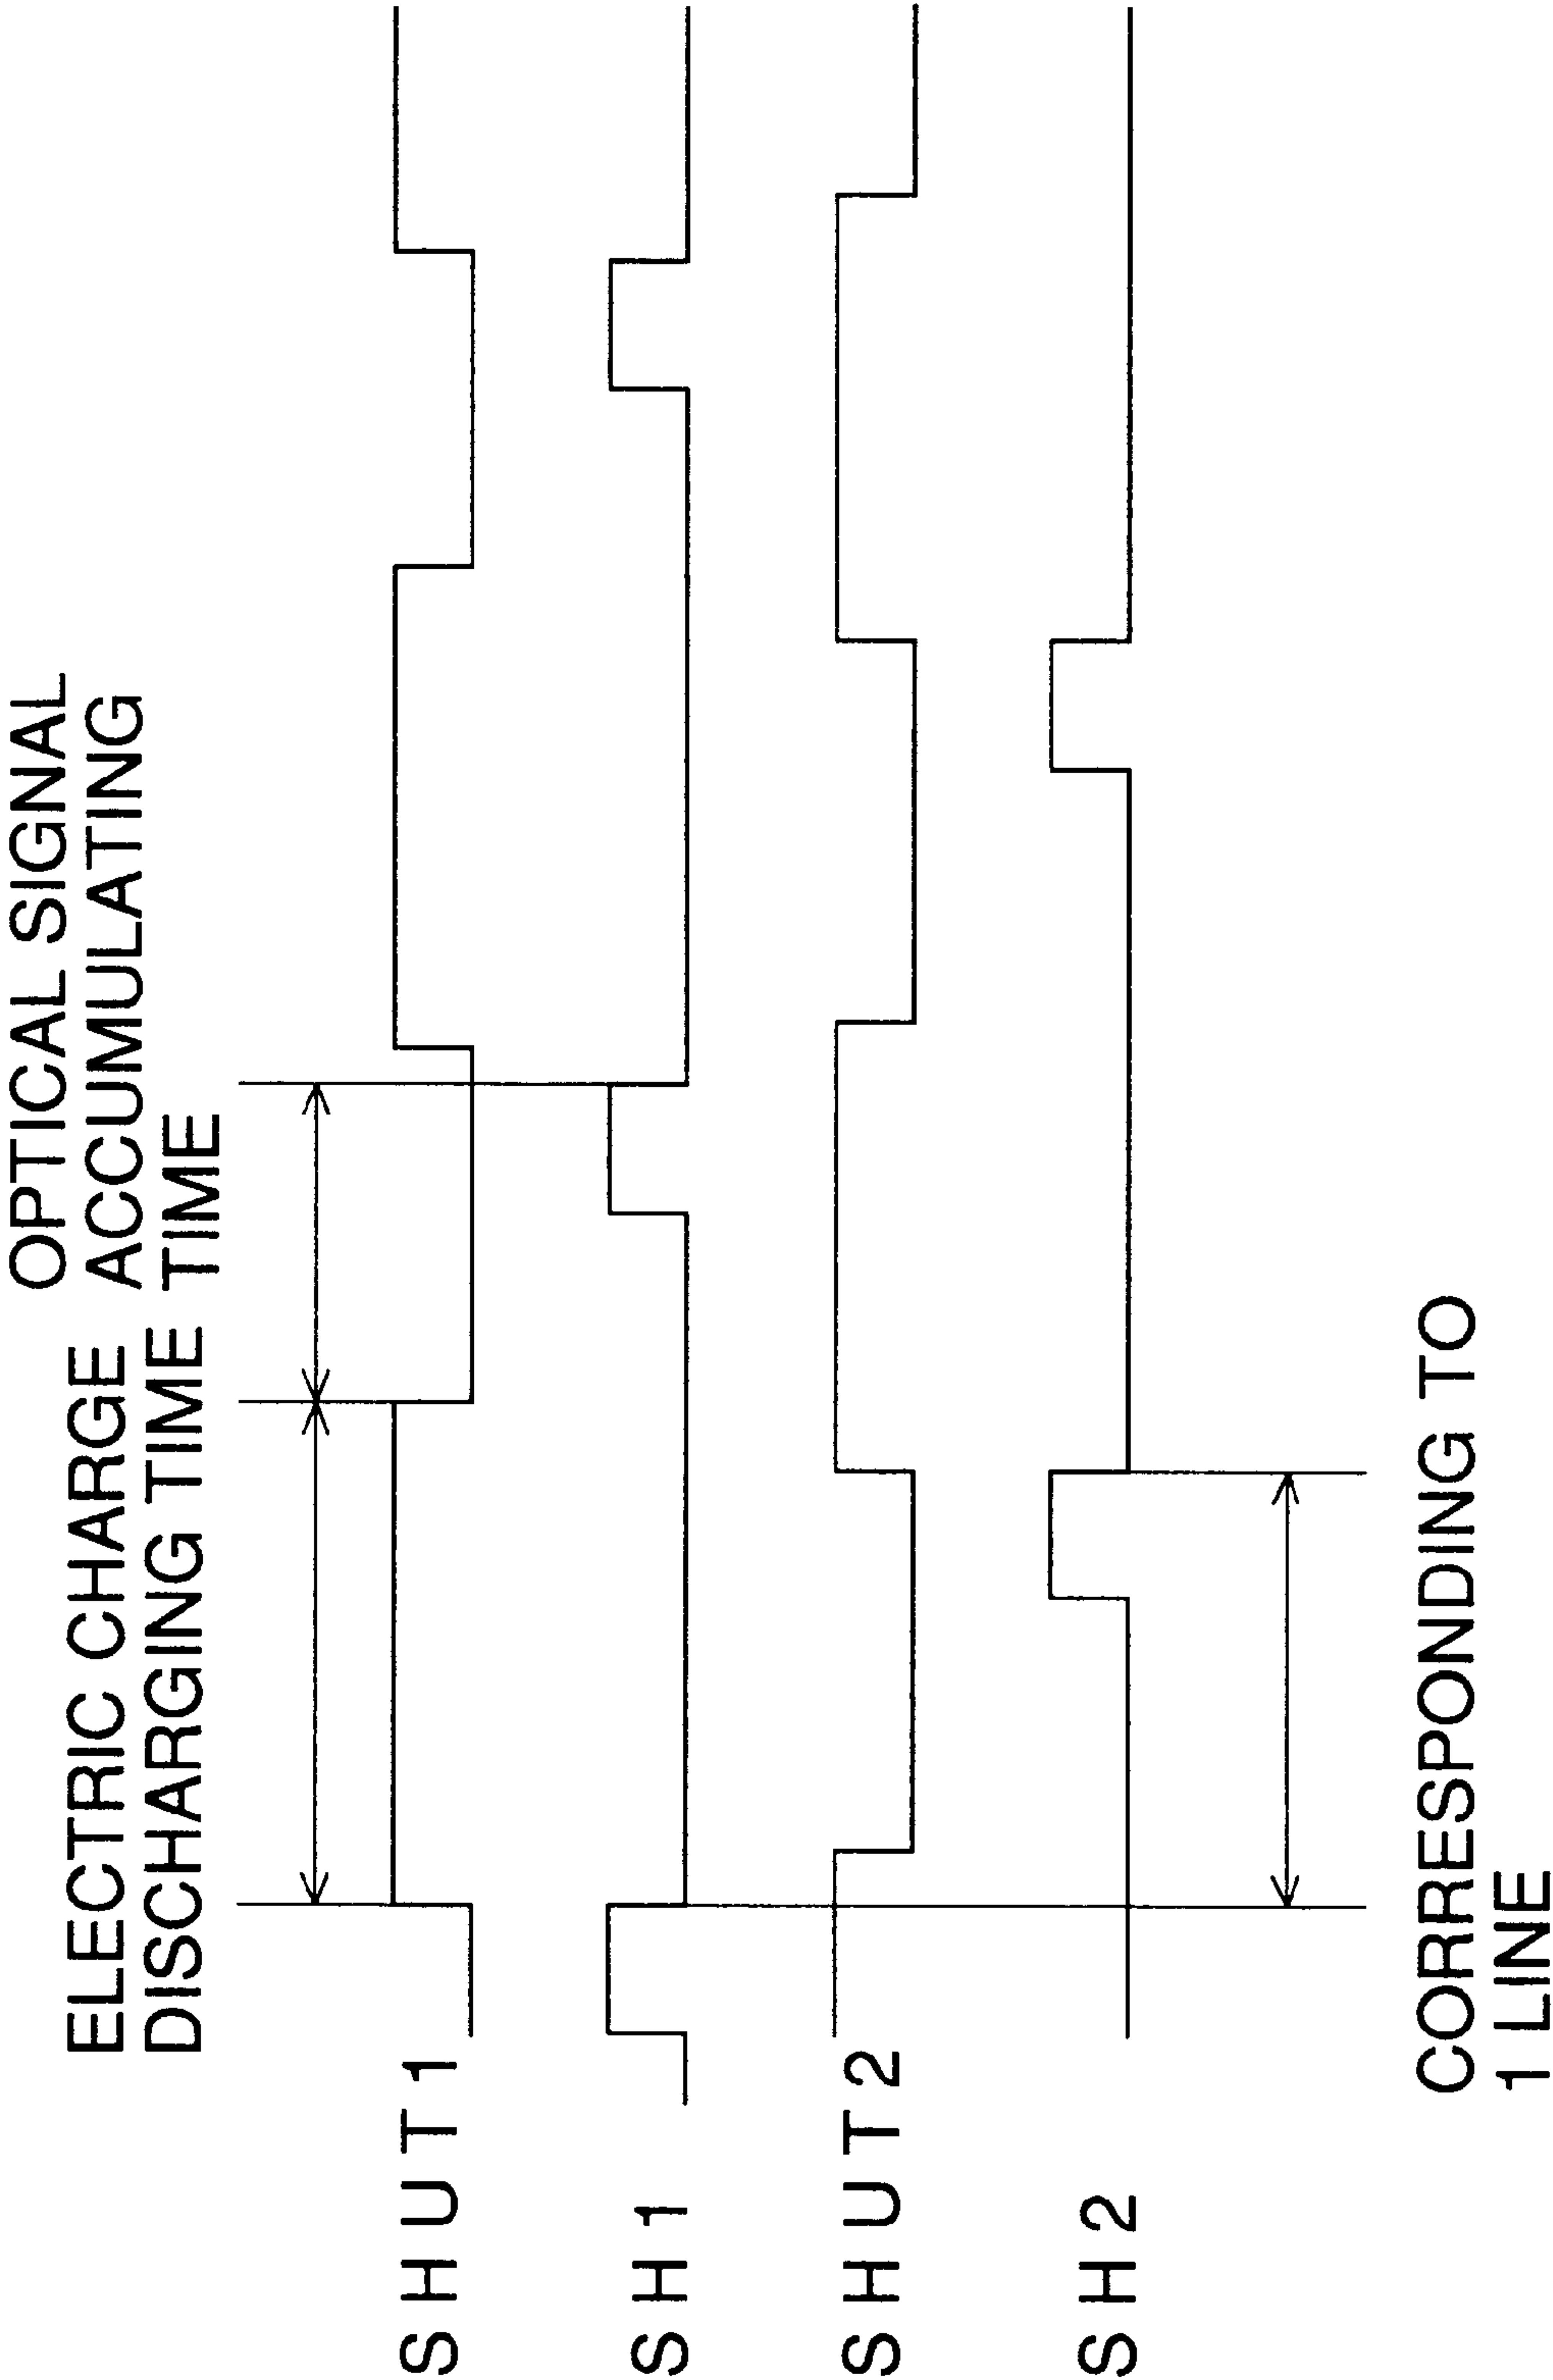 OPTICAL SIGNAL
ACCUMULATING
TIME
ELECTRIC CHARGE
DISCHARGING TIME
SHUT1
SH1
SHUT2
SH2
CORRESPONDING TO
1 LINE